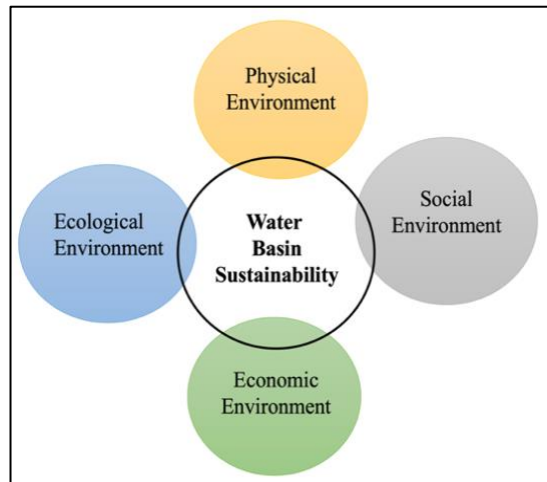 Physical
Environment
Ecological
Environment
Water
Basin
Sustainability
Social
Environment
Economic
Environment